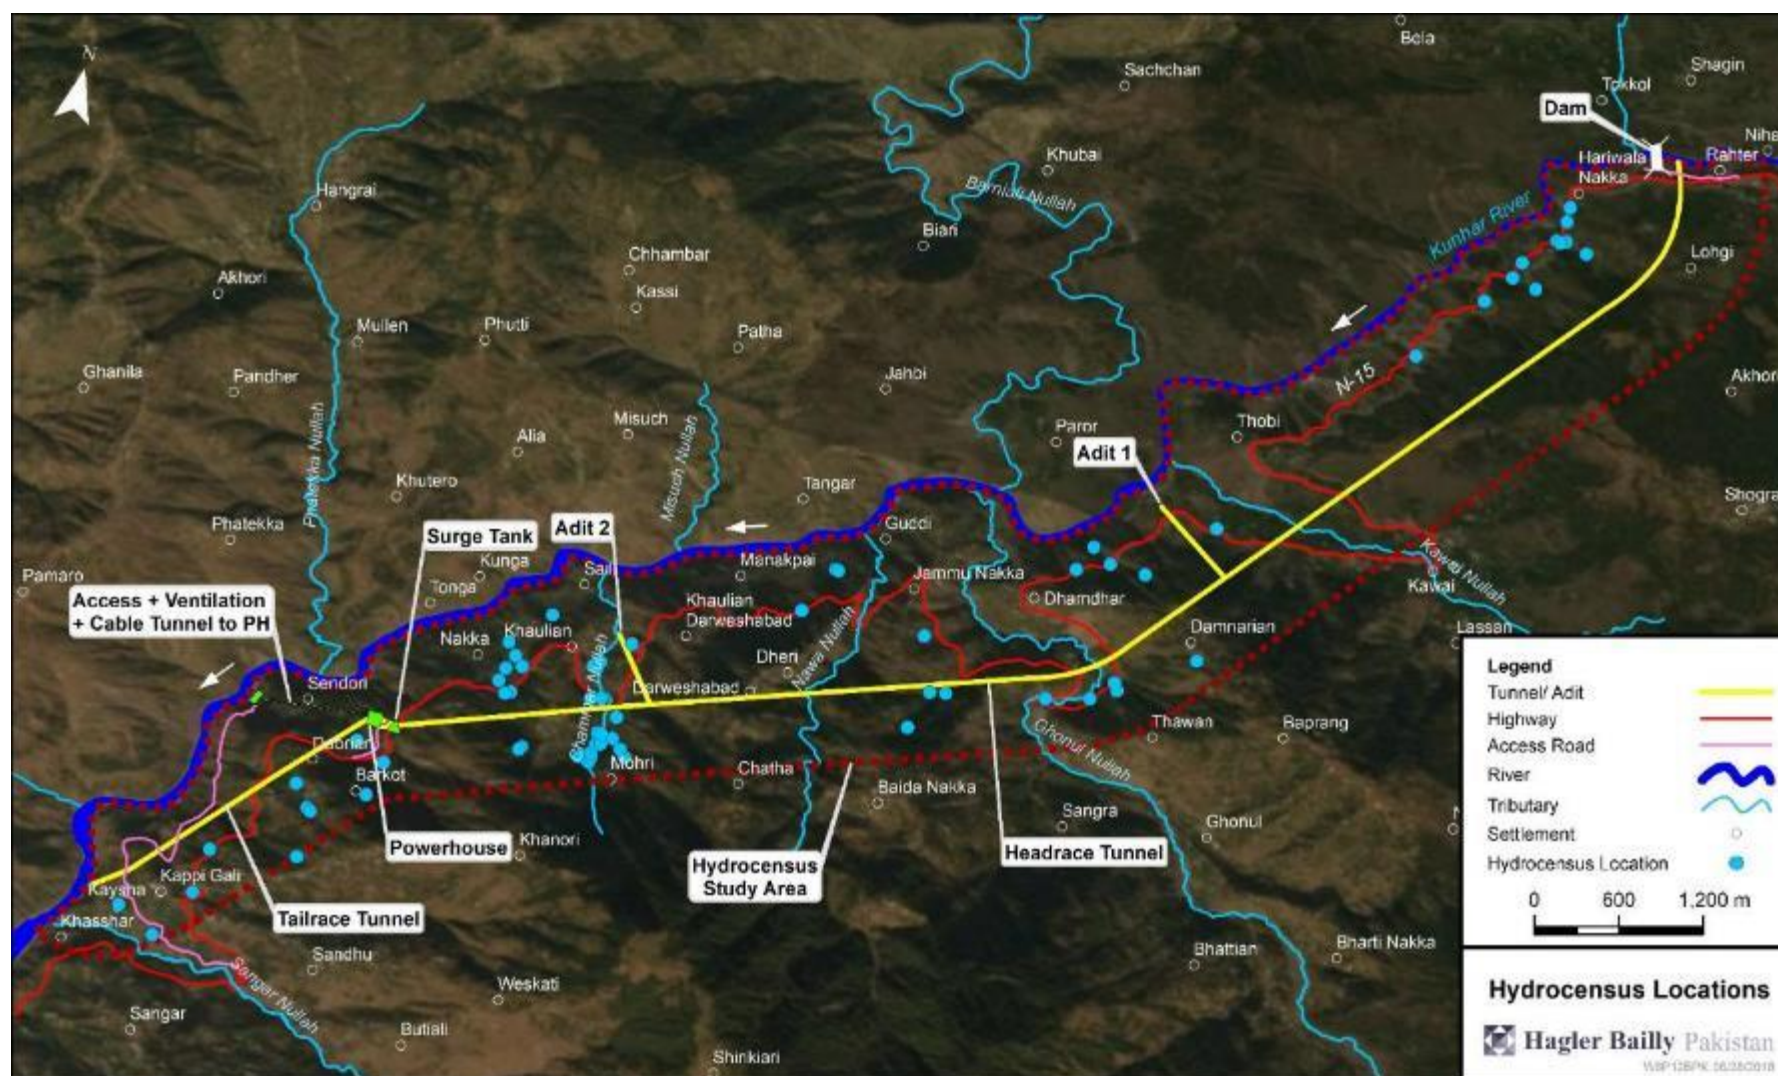 N
Bela
Sachchan
Shagin
Tokkol
Dam
Khubai
Hariwala
Rahter
Niha
Nakka
Hangrai
Barniali Nullah
Kunhar River
Biari
Chhambar
Lohgi
Akhori
Kassi
Mullen
Phutti
Patha
Ghanila
Pandher
Jahbi
N-15
Akhor
Phatekka Nullah
Misuch
Misuch Nullah
Alia
Paror
Thobi
Adit 1
Khutero
Tangar
Shogra
Phatekka
Surge Tank
Adit 2
Guddi
Kunga
Sail
Manakpai
Jammu Nakka
Kawai Nullah
Kawai
Pamaro
Tonga
Access + Ventilation
+ Cable Tunnel to PH
Khaulian
Darweshabad
Dhamdhar
Nakka
Khaulian
Damnarian
Lassan
Dheri
Nawa Nullah
Sendori
Darweshabad
Thawan
Baprang
Ghonul Nullah
Barkot
Mohri
Chatha
Baida Nakka
Sangra
Ghonul
Powerhouse
Khanori
Headrace Tunnel
Hydrocensus
Study Area
Kappi Gali
Tailrace Tunnel
Khasshar
Sandhu
Bhattian
Bharti Nakka
Sangar Nullah
Weskati
Sangar
Butiali
Shinkiari
Legend
Tunnel/ Adit
Highway
Access Road
River
Tributary
Settlement
Hydrocensus Location
0 600 1,200 m
Hydrocensus Locations
Hagler Bailly Pakistan